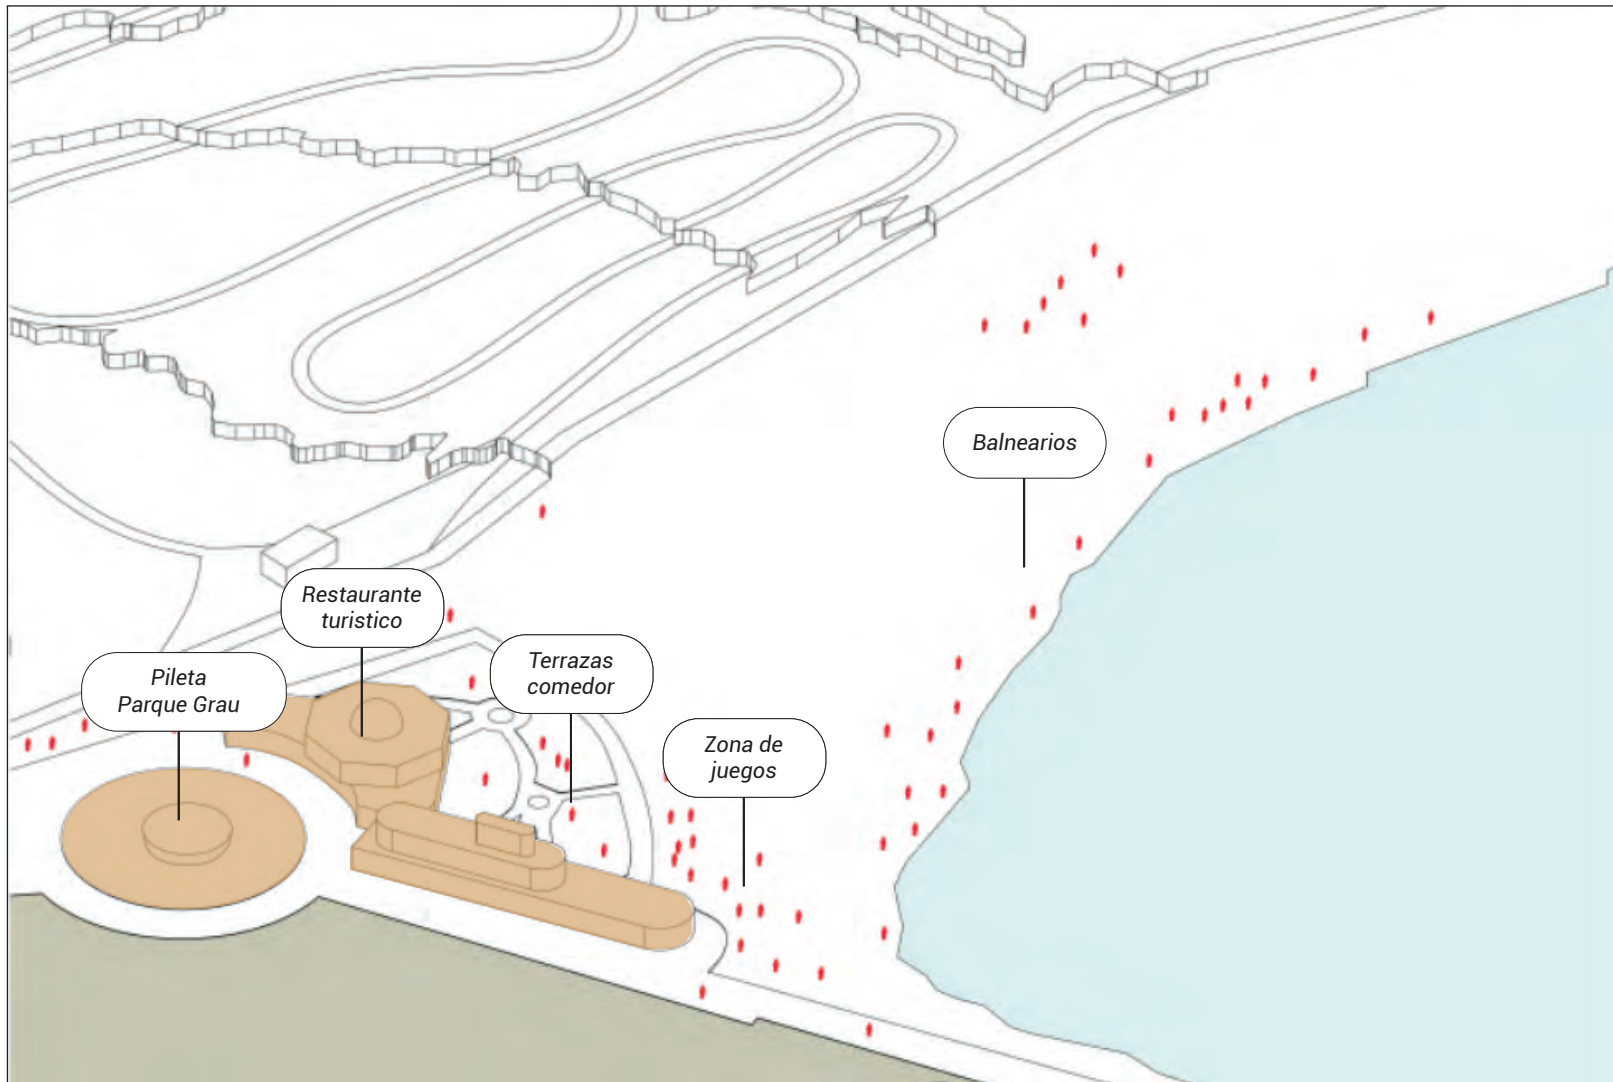 Balnearios
Restaurante
turistico
Terrazas
comedor
Pileta
Parque Grau
Zona de
juegos